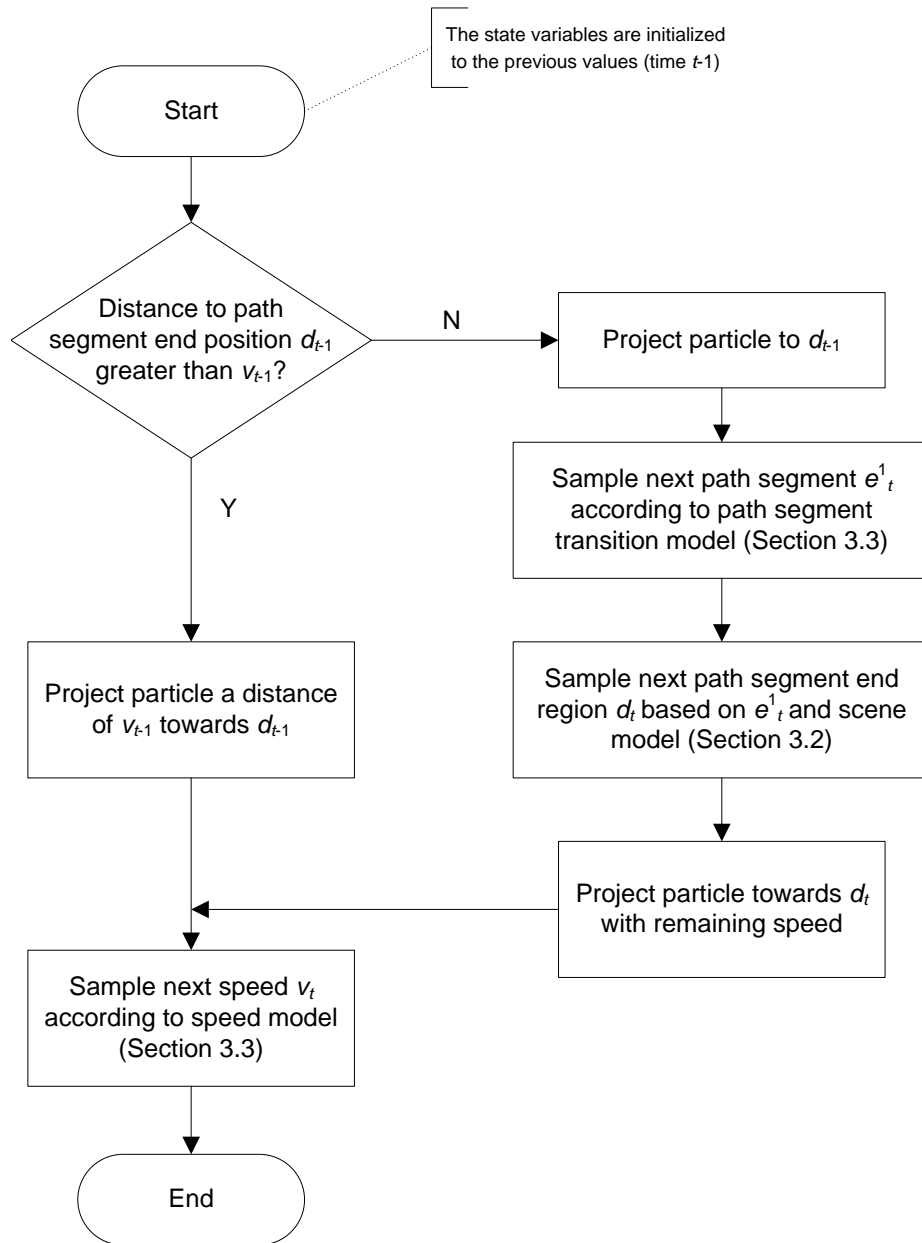 The state variables are initialized
to the previous values (time t-1)
Start
Distance to path
segment end position dt-1
greater than vt-1?
N
Project particle to dt-1
Sample next path segment e1t
according to path segment
transition model (Section 3.3)
Y
Project particle a distance
of vt-1 towards dt-1
Sample next path segment end
region dt based on e1t and scene
model (Section 3.2)
Project particle towards dt
with remaining speed
Sample next speed vt
according to speed model
(Section 3.3)
End